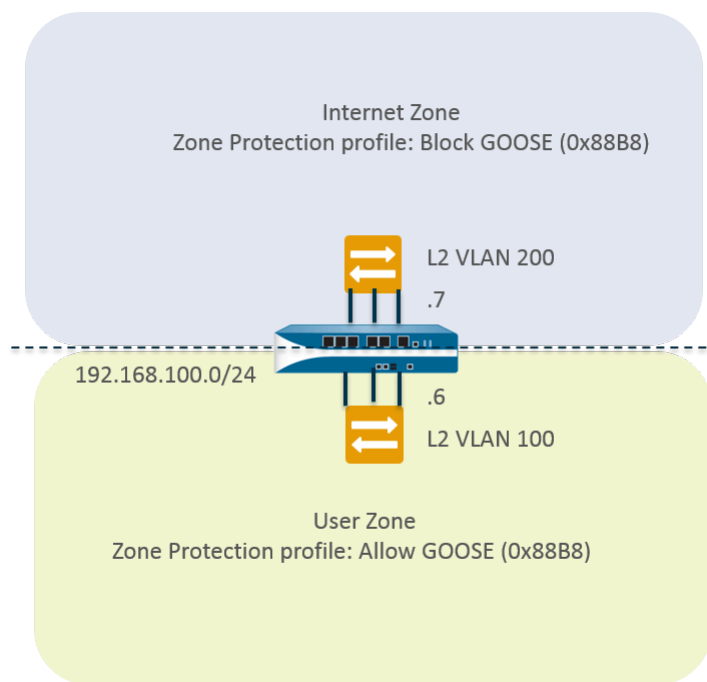 Internet Zone
Zone Protection profile: Block GOOSE (0x88B8)
L2 VLAN 200
.7
192.168.100.0/24
.6
L2 VLAN 100
User Zone
Zone Protection profile: Allow GOOSE (0x88B8)